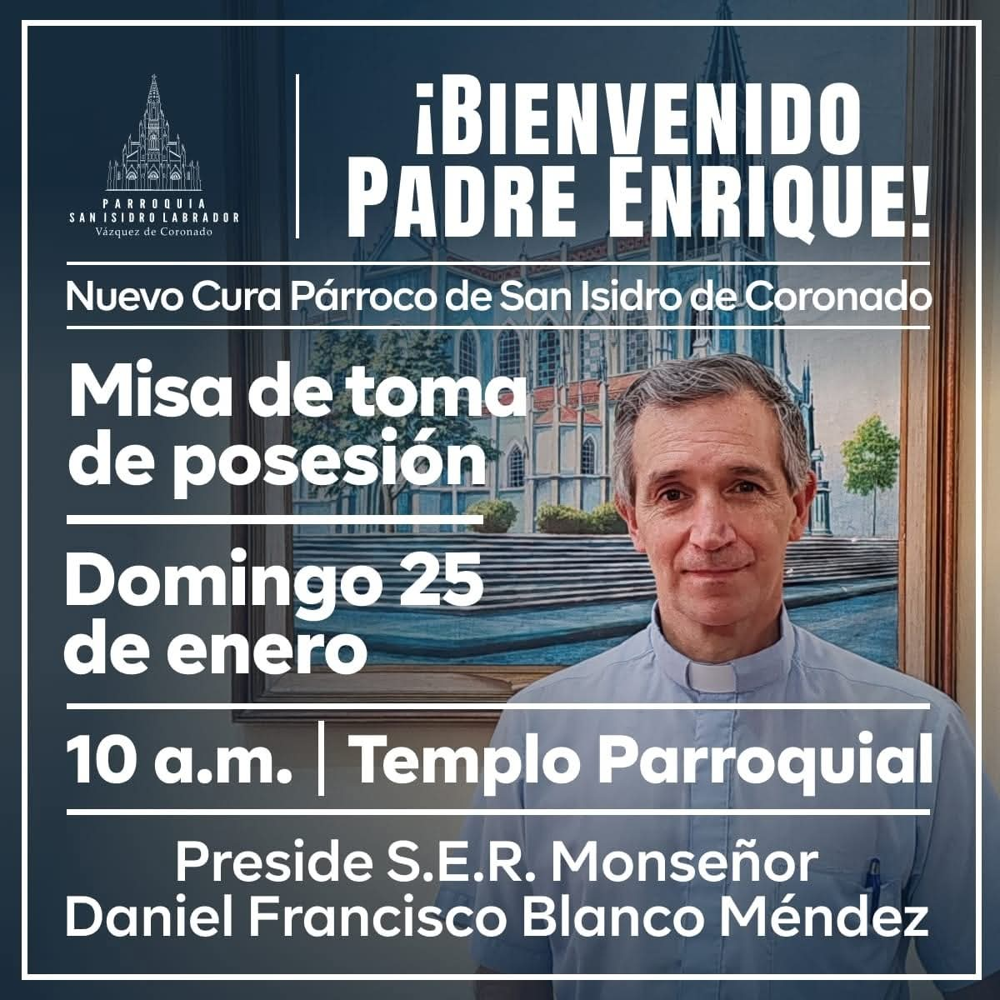 PARROQUIA
SAN ISIDRO LABRADOR
Vázquez de Coronado
¡BIENVENIDO
PADRE ENRIQUE!
Nuevo Cura Párroco de San Isidro de Coronado
Misa de toma
de posesión
Domingo 25
de enero
10 a.m. | Templo Parroquial
Preside S.E.R. Monseñor
Daniel Francisco Blanco Méndez